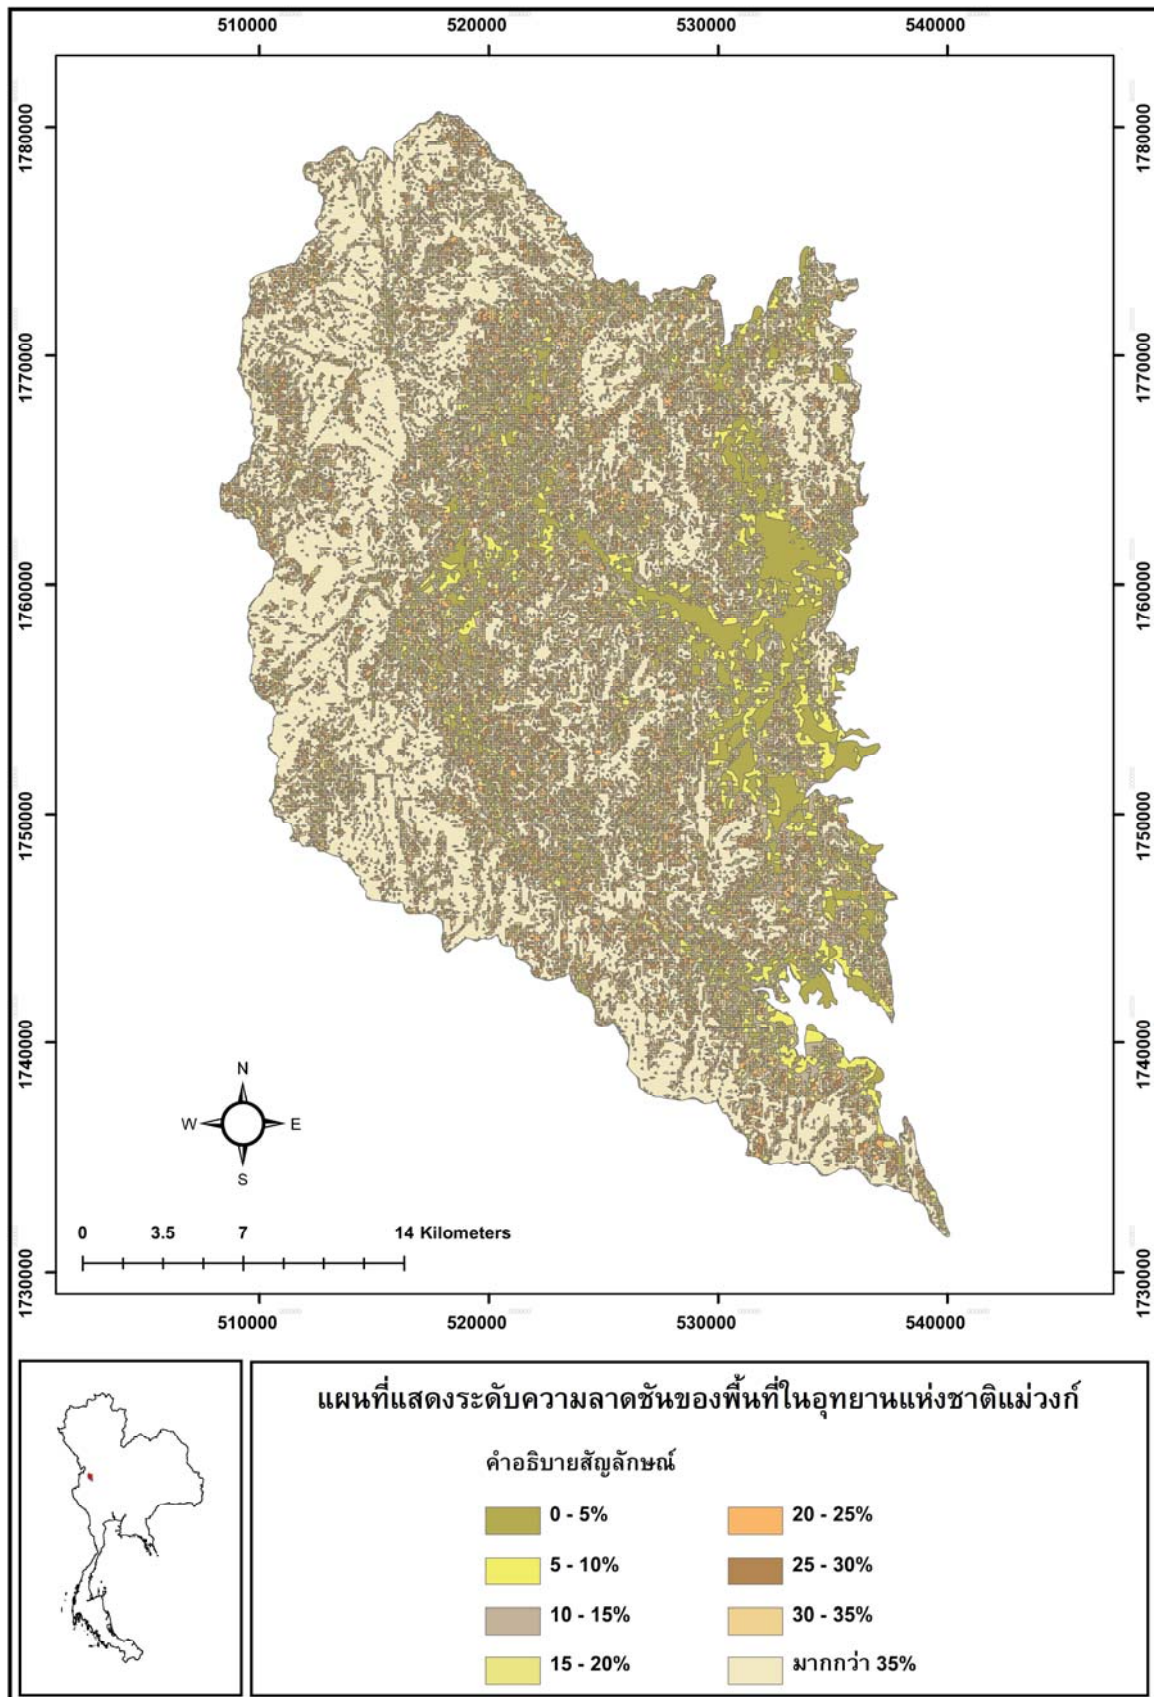 510000 520000 530000 540000
1780000 1780000
1770000 1770000
1760000 1760000
1750000 1750000
1740000 1740000
1730000 1730000
N
W E
S
0 3.5 7 14 Kilometers
510000 520000 530000 540000
แผนที่แสดงระดับความลาดชันของพื้นที่ในอุทยานแห่งชาติแม่วงก์
คำอธิบายสัญลักษณ์
0 - 5% 20 - 25%
5 - 10% 25 - 30%
10 - 15% 30 - 35%
15 - 20% มากกว่า 35%